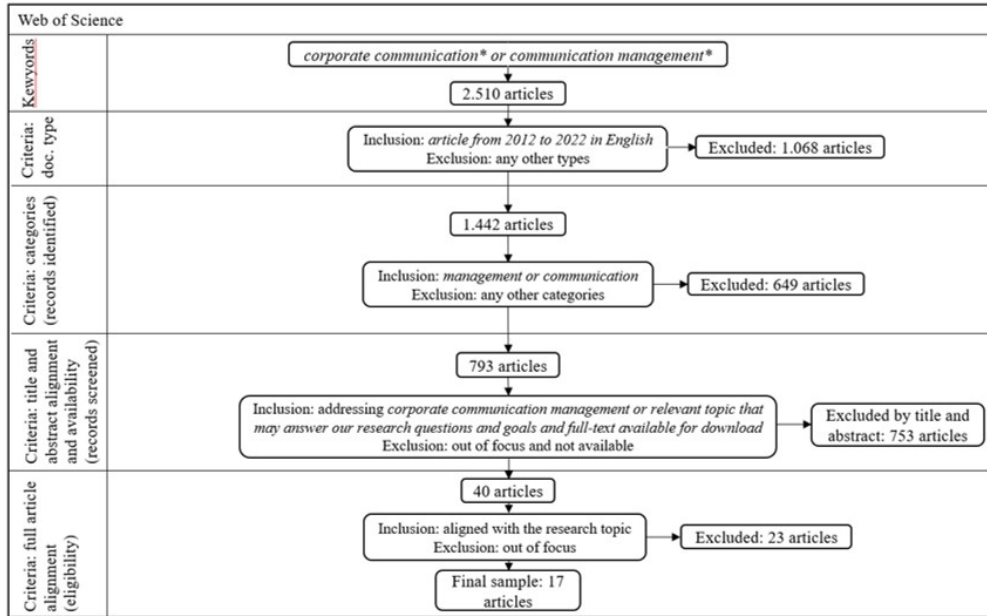 Web of Science
Kewyords
corporate communication* or communication management*
2.510 articles
Criteria:
doc. type
Inclusion: article from 2012 to 2022 in English
Exclusion: any other types
Excluded: 1.068 articles
Criteria: categories
(records identified)
1.442 articles
Inclusion: management or communication
Exclusion: any other categories
Excluded: 649 articles
Criteria: title and
abstract alignment
and availability
(records screened)
793 articles
Inclusion: addressing corporate communication management or relevant topic that
may answer our research questions and goals and full-text available for download
Exclusion: out of focus and not available
Excluded by title and
abstract: 753 articles
Criteria: full article
alignment
(eligibility)
40 articles
Inclusion: aligned with the research topic
Exclusion: out of focus
Excluded: 23 articles
Final sample: 17
articles